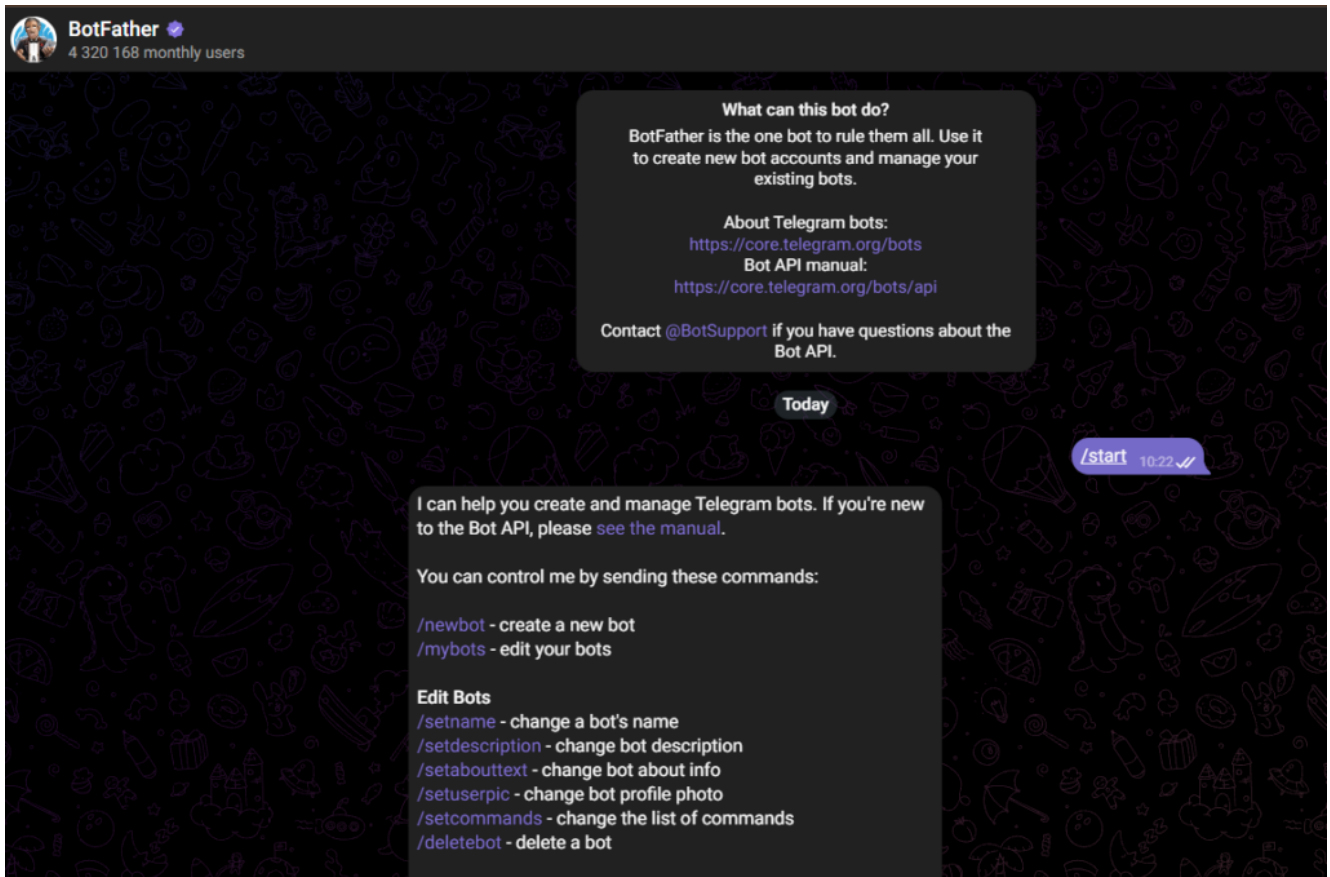 BotFather
4 320 168 monthly users
What can this bot do?
BotFather is the one bot to rule them all. Use it
to create new bot accounts and manage your
existing bots.
About Telegram bots:
https://core.telegram.org/bots
Bot API manual:
https://core.telegram.org/bots/api
Contact @BotSupport if you have questions about the
Bot API.
Today
/start 10:22
I can help you create and manage Telegram bots. If you're new
to the Bot API, please see the manual.
You can control me by sending these commands:
/newbot - create a new bot
/mybots - edit your bots
Edit Bots
/setname - change a bot's name
/setdescription - change bot description
/setabouttext - change bot about info
/setuserpic - change bot profile photo
/setcommands - change the list of commands
/deletebot - delete a bot